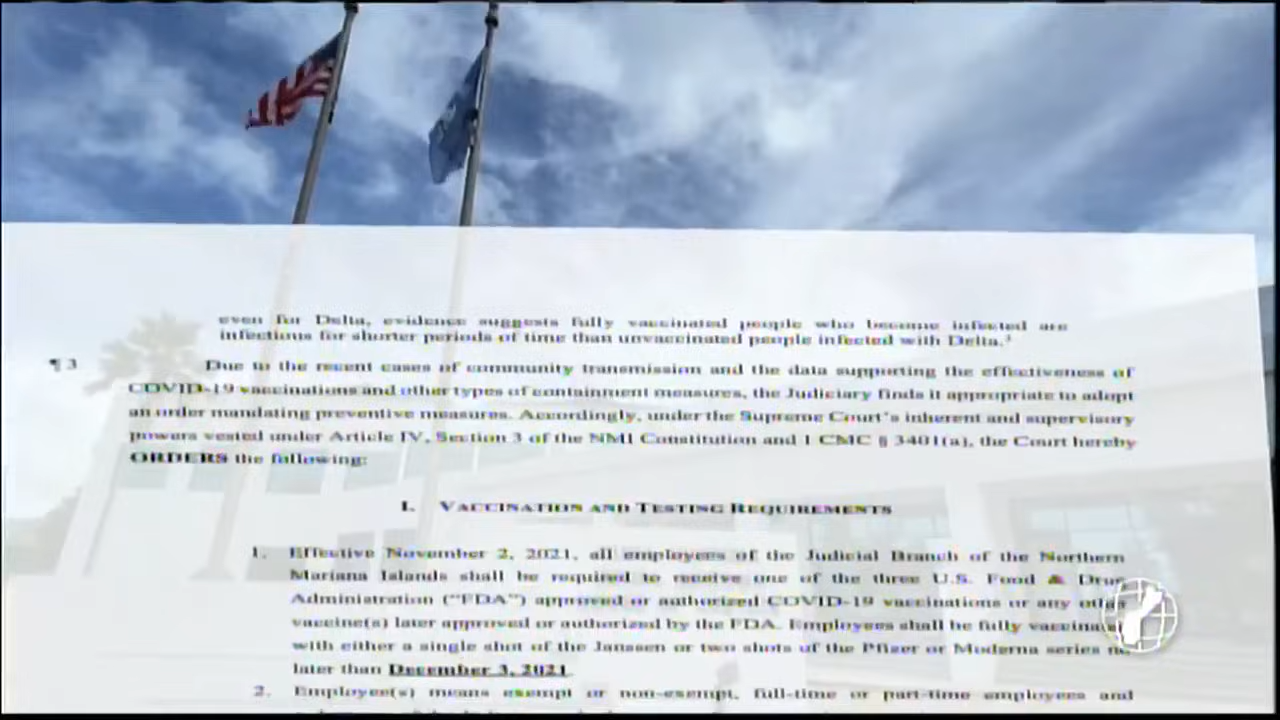 even for Delta, evidence suggests fully vaccinated people who become infected are
infectious for shorter periods of time than unvaccinated people infected with Delta.³
¶ 3 Due to the recent cases of community transmission and the data supporting the effectiveness of
COVID-19 vaccinations and other types of containment measures, the Judiciary finds it appropriate to adopt
an order mandating preventive measures. Accordingly, under the Supreme Court's inherent and supervisory
powers vested under Article IV, Section 3 of the NMI Constitution and 1 CMC § 3401(a), the Court hereby
ORDERS the following:
I. VACCINATION AND TESTING REQUIREMENTS
1. Effective November 2, 2021, all employees of the Judicial Branch of the Northern
Mariana Islands shall be required to receive one of the three U.S. Food & Drug
Administration ("FDA") approved or authorized COVID-19 vaccinations or any other
vaccine(s) later approved or authorized by the FDA. Employees shall be fully vaccinated
with either a single shot of the Janssen or two shots of the Pfizer or Moderna series no
later than December 3, 2021.
2. Employee(s) means exempt or non-exempt, full-time or part-time employees and